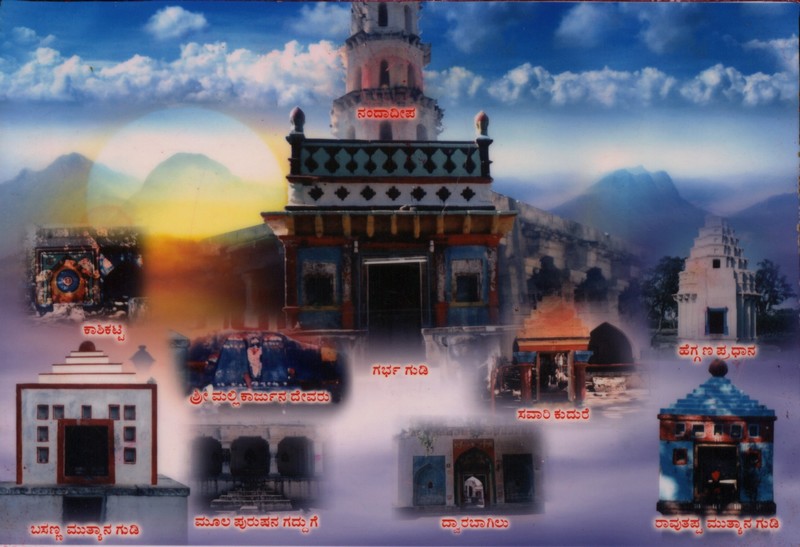 ನಂದಾದೀಪ
ಕಾಶಿಕಟ್ಟಿ
ಗರ್ಭ ಗುಡಿ
ಹೆಗ್ಗಣ ಪ್ರಧಾನ
ಶ್ರೀ ಮಲ್ಲಿಕಾರ್ಜುನ ದೇವರು
ಸವಾರಿ ಕುದುರೆ
ಬಸಣ್ಣ ಮುತ್ಯಾನ ಗುಡಿ
ಮೂಲ ಪುರುಷನ ಗದ್ದುಗೆ
ದ್ವಾರಬಾಗಿಲು
ರಾವುತಪ್ಪ ಮುತ್ಯಾನ ಗುಡಿ